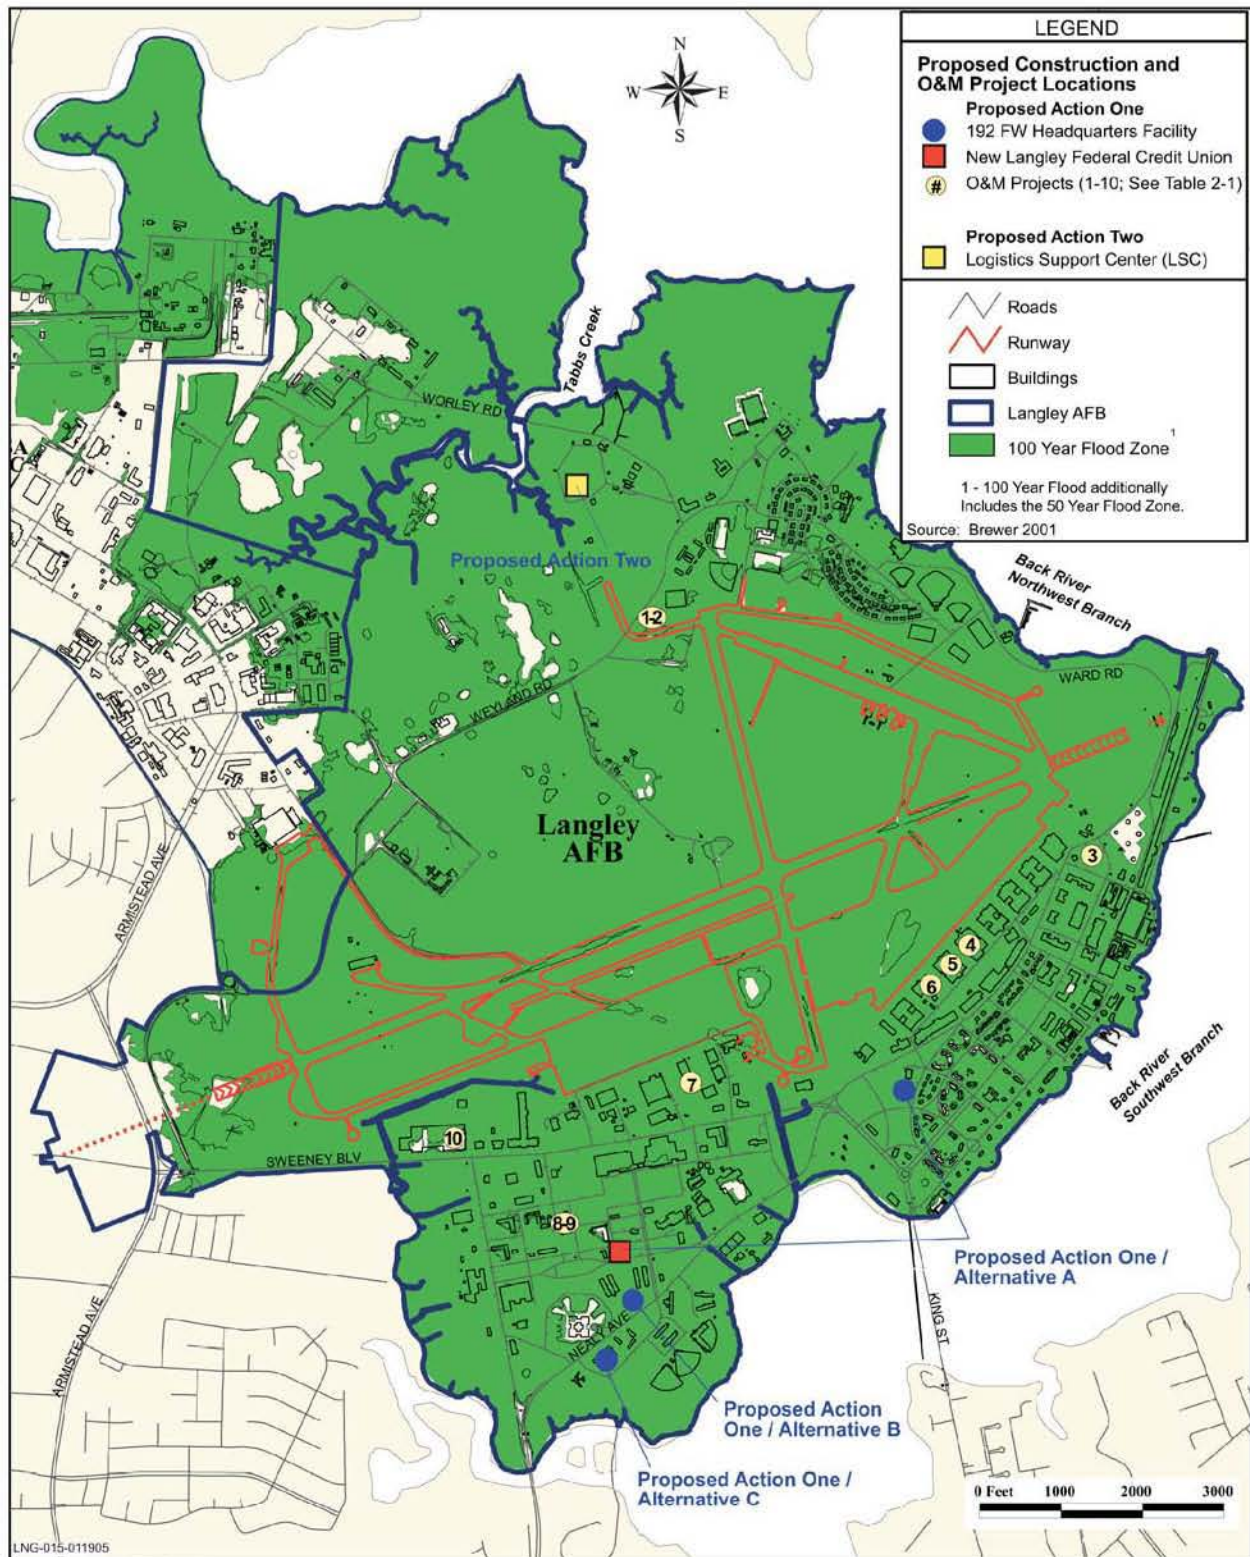 LEGEND
Proposed Construction and
O&M Project Locations
Proposed Action One
192 FW Headquarters Facility
New Langley Federal Credit Union
# O&M Projects (1-10; See Table 2-1)
Proposed Action Two
Logistics Support Center (LSC)
Roads
Runway
Buildings
Langley AFB
100 Year Flood Zone 1
1 - 100 Year Flood additionally
Includes the 50 Year Flood Zone.
Source: Brewer 2001
N
W E
S
Tabbs Creek
WORLEY RD
Proposed Action Two
Back River
Northwest Branch
1-2
WARD RD
WEYLAND RD
Langley
AFB
3
ARMISTEAD AVE
4
5
6
7
Back River
Southwest Branch
10
SWEENEY BLV
8-9
Proposed Action One /
Alternative A
KING ST
NEALY AVE
ARMISTEAD AVE
Proposed Action
One / Alternative B
Proposed Action One /
Alternative C
0 Feet 1000 2000 3000
LNG-015-011905